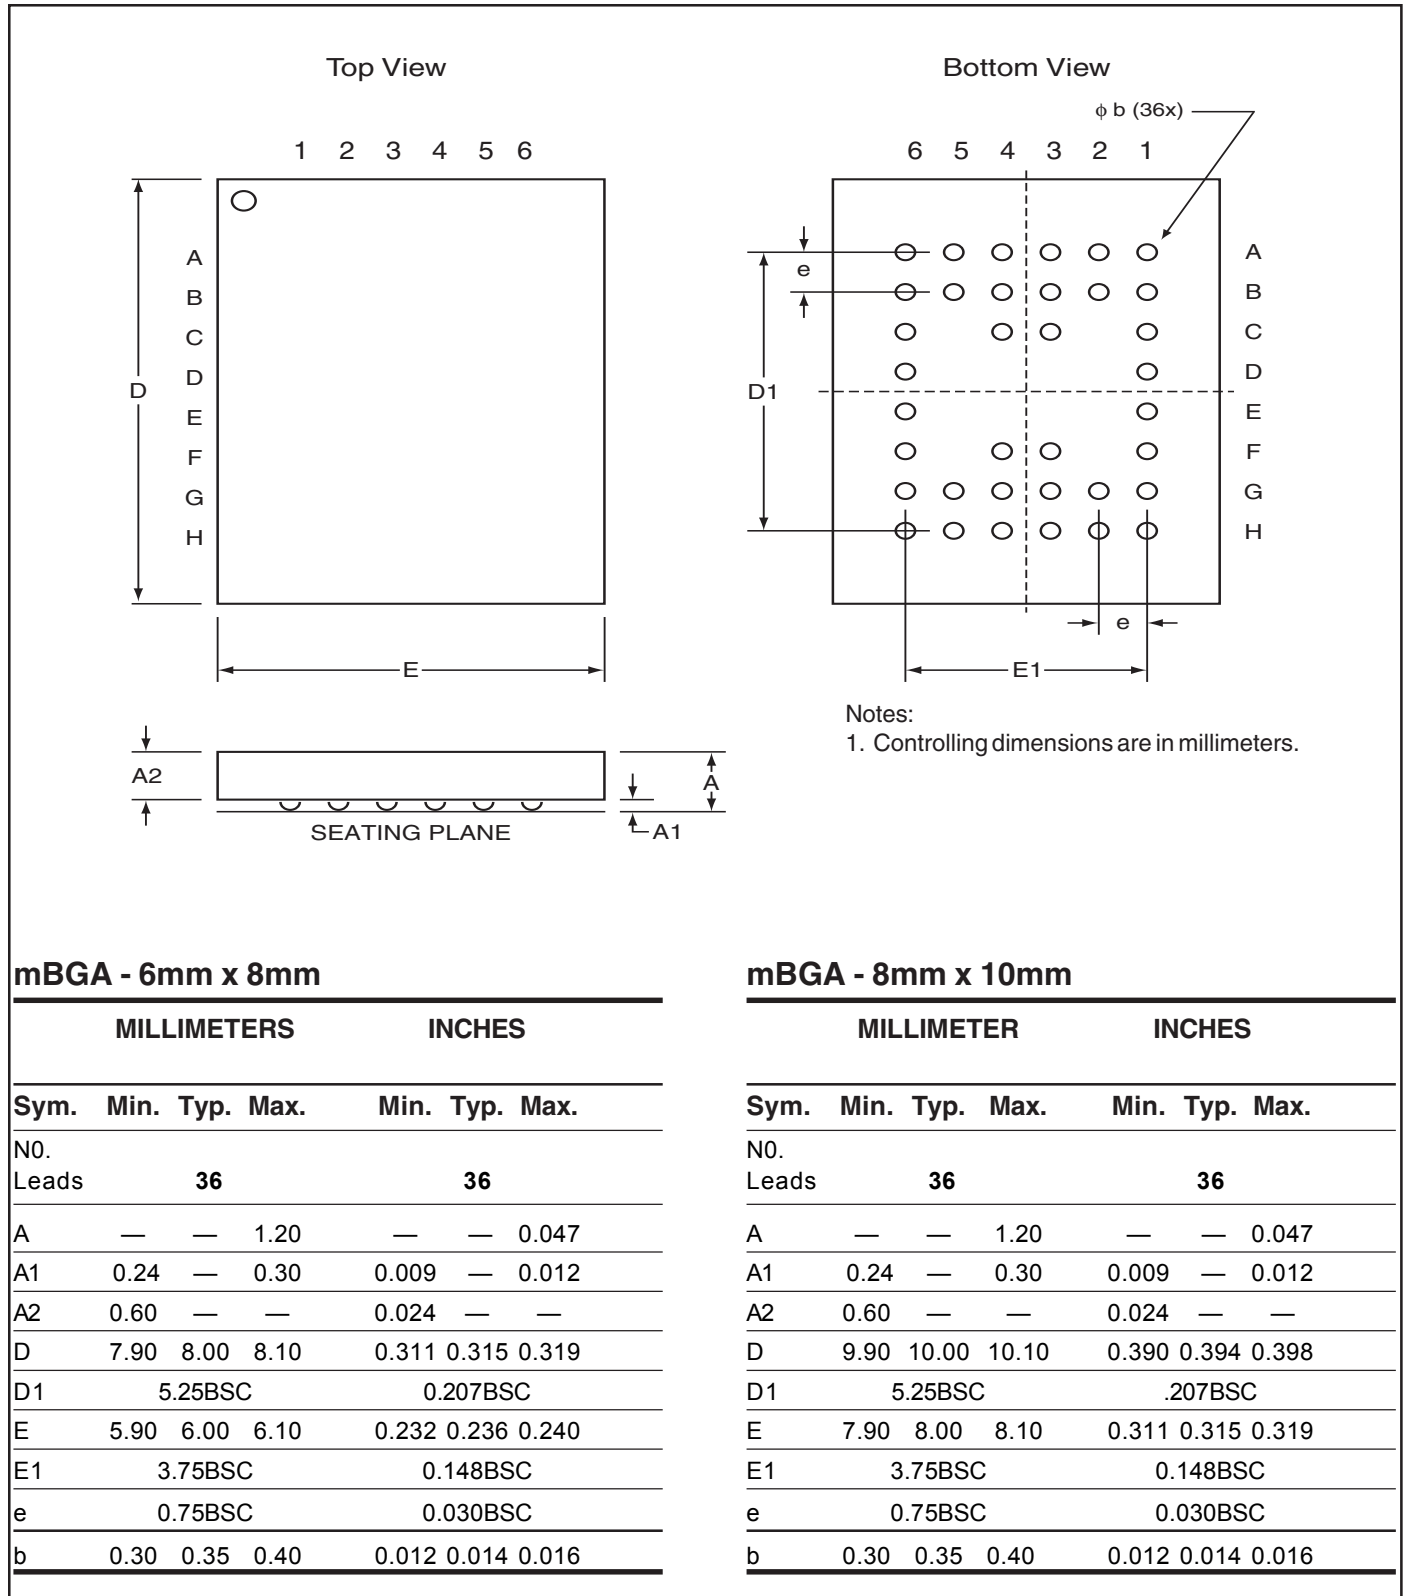 Top View
1 2 3 4 5 6
A
B
C
D
E
F
G
H
D
E
A2
A
A1
SEATING PLANE
Bottom View
ϕ b (36x)
6 5 4 3 2 1
e
D1
A
B
C
D
E
F
G
H
e
E1
Notes:
1. Controlling dimensions are in millimeters.
mBGA - 6mm x 8mm
MILLIMETERS INCHES
Sym. Min. Typ. Max. Min. Typ. Max.
N0.
Leads 36 36
A — — 1.20 — — 0.047
A1 0.24 — 0.30 0.009 — 0.012
A2 0.60 — — 0.024 — —
D 7.90 8.00 8.10 0.311 0.315 0.319
D1 5.25BSC 0.207BSC
E 5.90 6.00 6.10 0.232 0.236 0.240
E1 3.75BSC 0.148BSC
e 0.75BSC 0.030BSC
b 0.30 0.35 0.40 0.012 0.014 0.016
mBGA - 8mm x 10mm
MILLIMETER INCHES
Sym. Min. Typ. Max. Min. Typ. Max.
N0.
Leads 36 36
A — — 1.20 — — 0.047
A1 0.24 — 0.30 0.009 — 0.012
A2 0.60 — — 0.024 — —
D 9.90 10.00 10.10 0.390 0.394 0.398
D1 5.25BSC .207BSC
E 7.90 8.00 8.10 0.311 0.315 0.319
E1 3.75BSC 0.148BSC
e 0.75BSC 0.030BSC
b 0.30 0.35 0.40 0.012 0.014 0.016